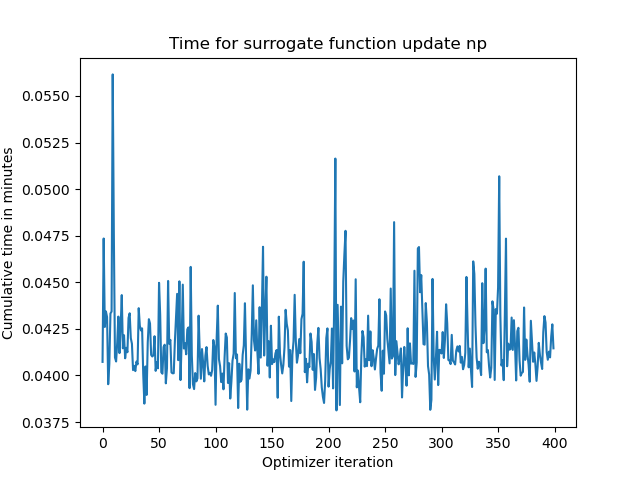 Time for surrogate function update np
Cumulative time in minutes
0.0550
0.0525
0.0500
0.0475
0.0450
0.0425
0.0400
0.0375
0 50 100 150 200 250 300 350 400
Optimizer iteration